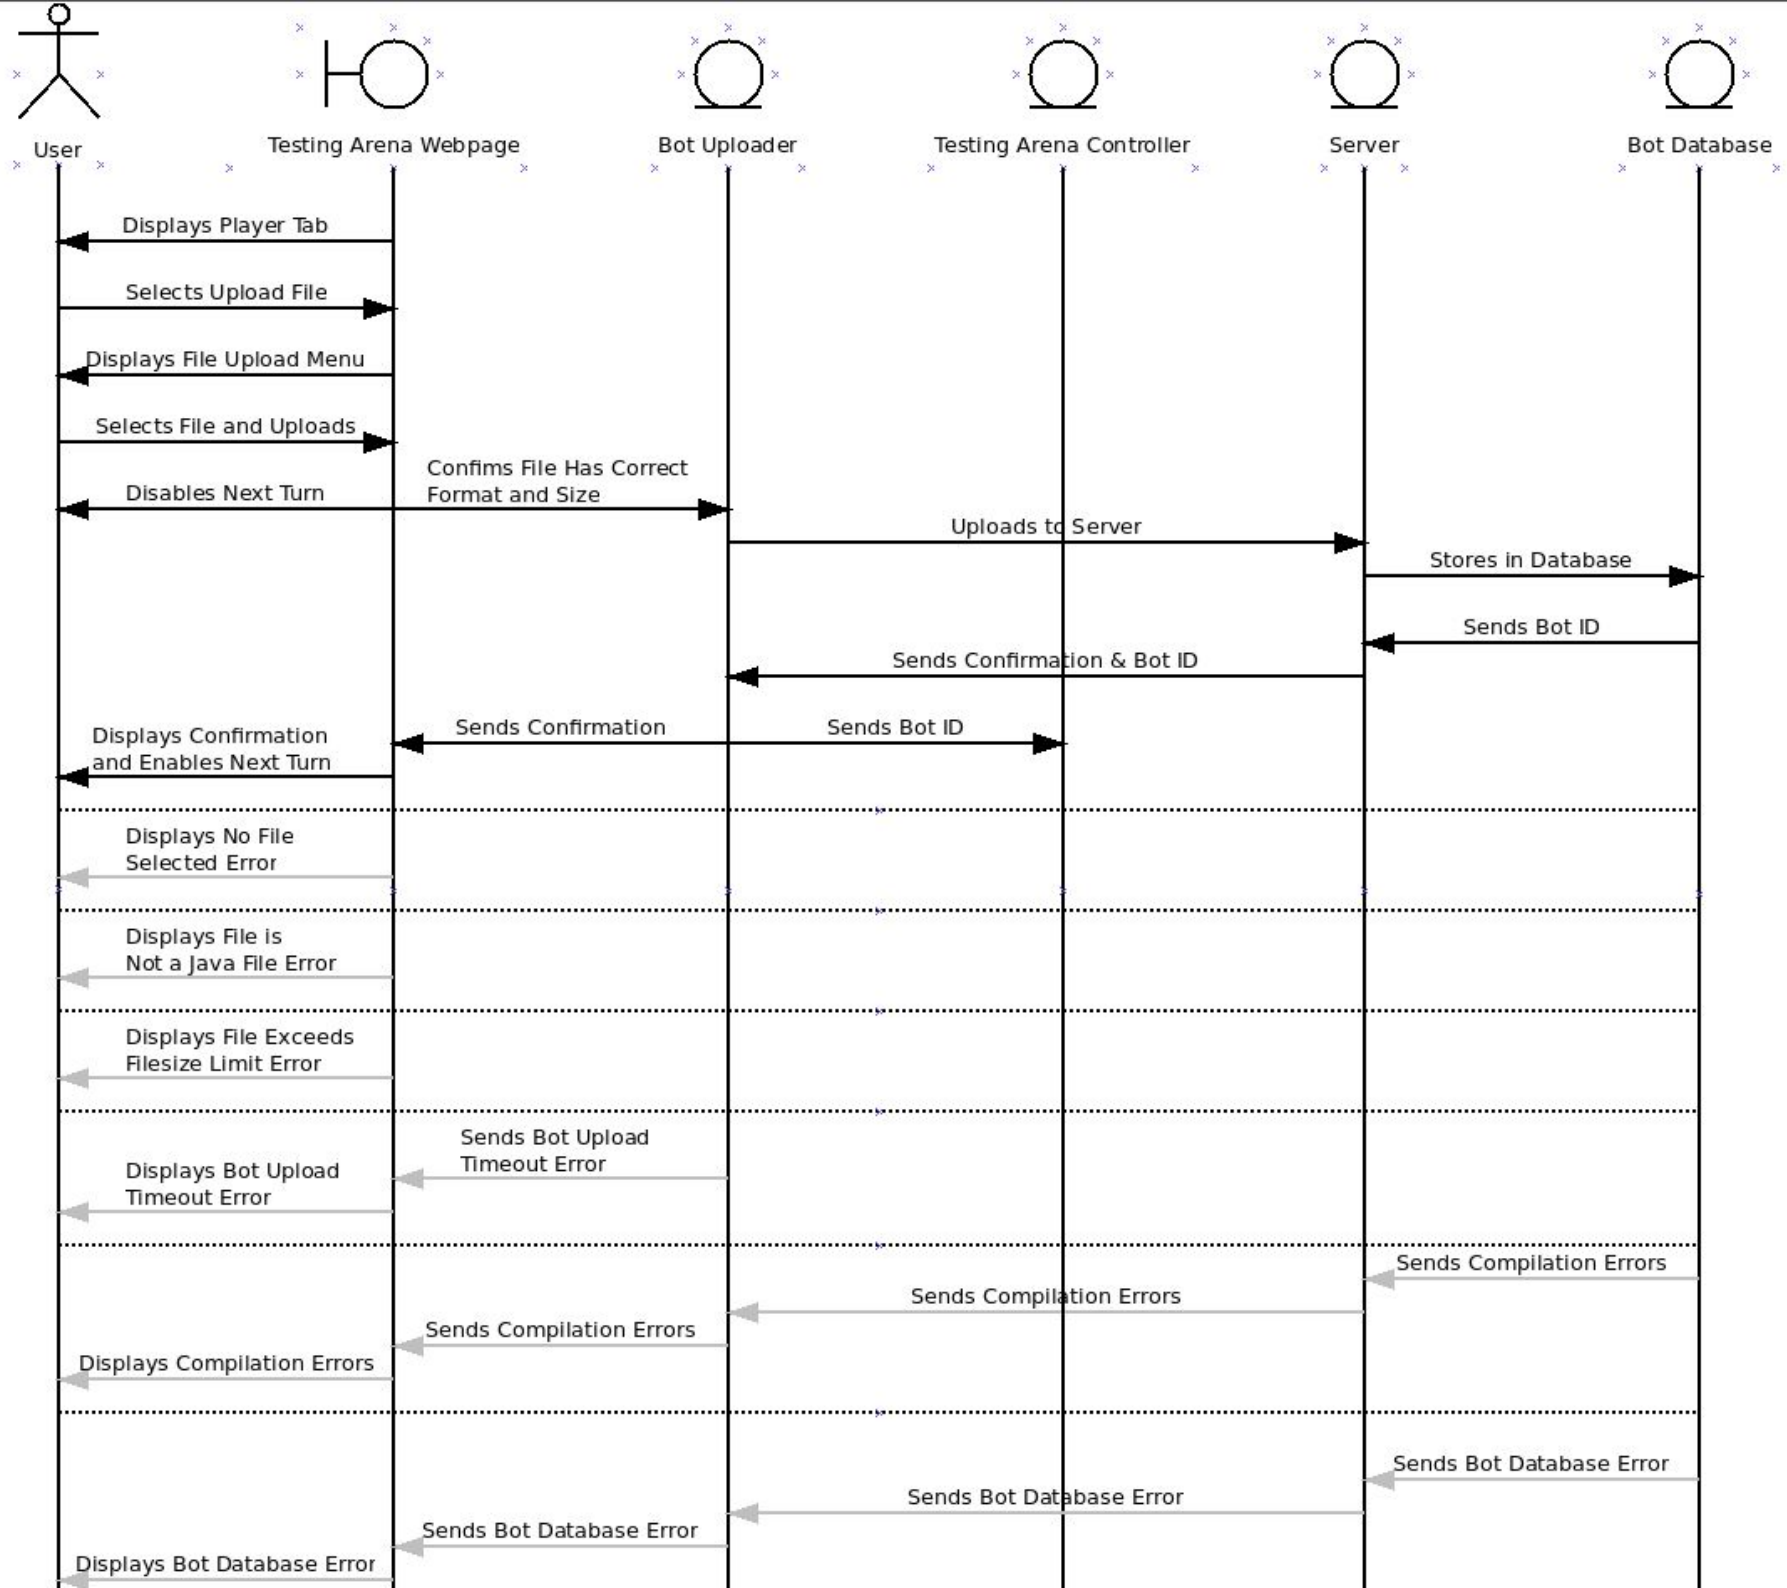 User
Testing Arena Webpage
Bot Uploader
Testing Arena Controller
Server
Bot Database
Displays Player Tab
Selects Upload File
Displays File Upload Menu
Selects File and Uploads
Disables Next Turn
Confims File Has Correct
Format and Size
Uploads to Server
Stores in Database
Sends Bot ID
Sends Confirmation & Bot ID
Sends Confirmation
Sends Bot ID
Displays Confirmation
and Enables Next Turn
Displays No File
Selected Error
Displays File is
Not a Java File Error
Displays File Exceeds
Filesize Limit Error
Sends Bot Upload
Timeout Error
Displays Bot Upload
Timeout Error
Sends Compilation Errors
Sends Compilation Errors
Sends Compilation Errors
Displays Compilation Errors
Sends Bot Database Error
Sends Bot Database Error
Sends Bot Database Error
Displays Bot Database Error